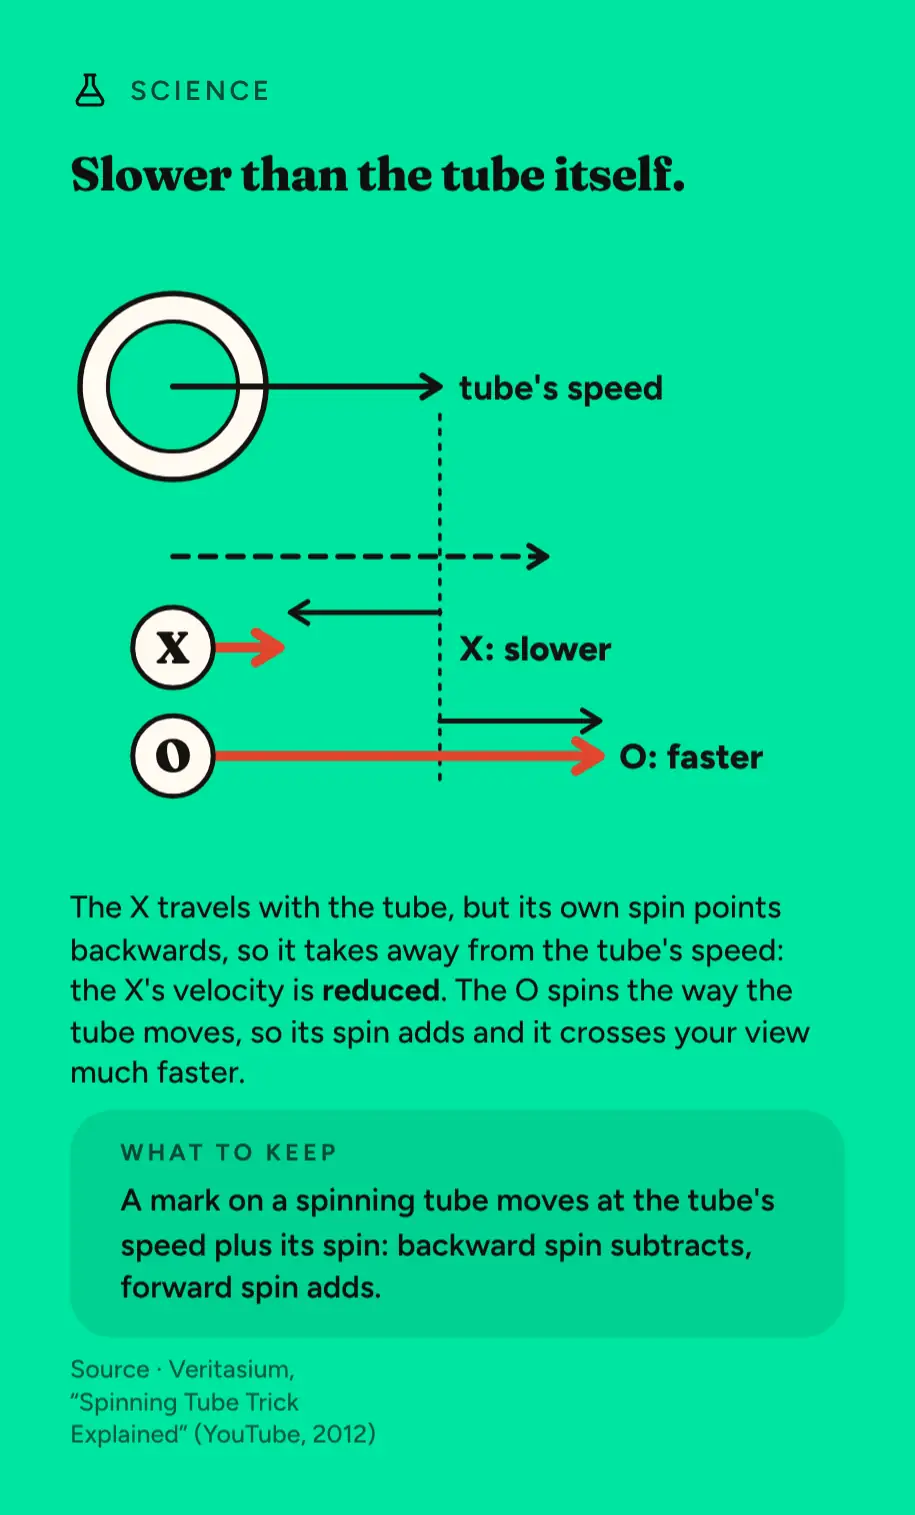 SCIENCE
Slower than the tube itself.
tube's speed
X
X: slower
O
O: faster
The X travels with the tube, but its own spin points
backwards, so it takes away from the tube's speed:
the X's velocity is reduced. The O spins the way the
tube moves, so its spin adds and it crosses your view
much faster.
WHAT TO KEEP
A mark on a spinning tube moves at the tube's
speed plus its spin: backward spin subtracts,
forward spin adds.
Source · Veritasium,
“Spinning Tube Trick
Explained” (YouTube, 2012)